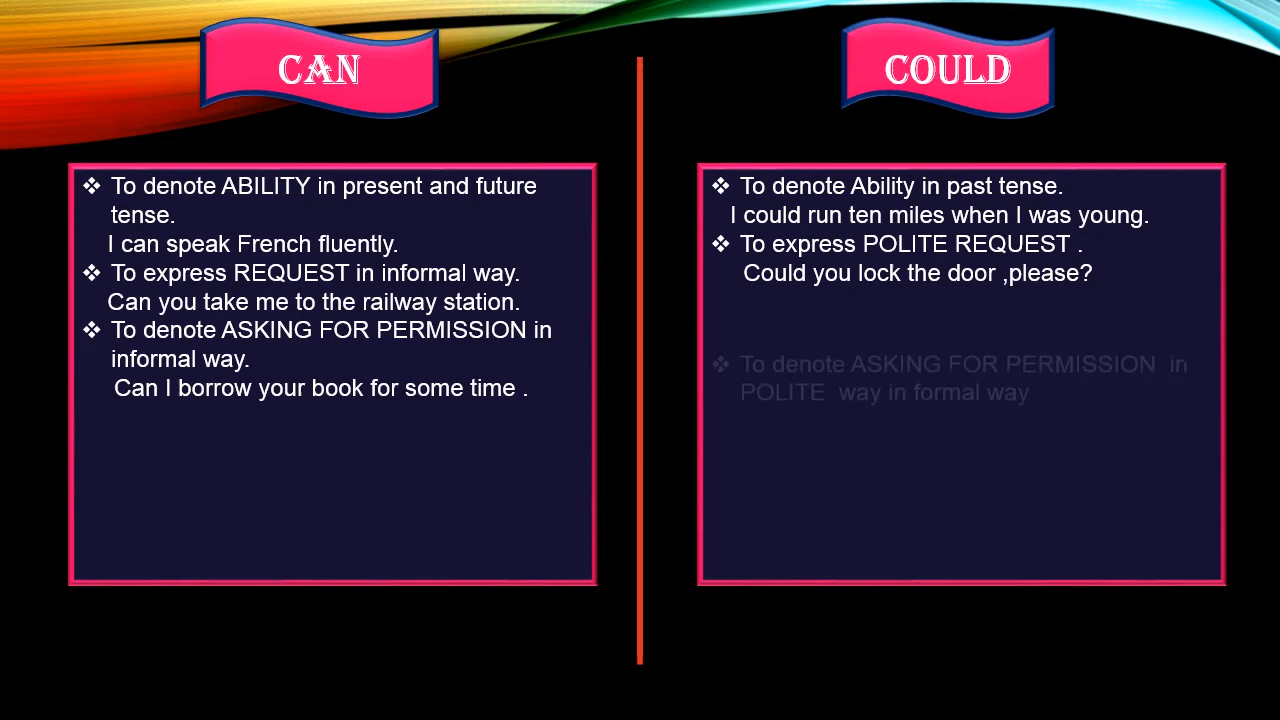 CAN
❖ To denote ABILITY in present and future
tense.
I can speak French fluently.
❖ To express REQUEST in informal way.
Can you take me to the railway station.
❖ To denote ASKING FOR PERMISSION in
informal way.
Can I borrow your book for some time .
COULD
❖ To denote Ability in past tense.
I could run ten miles when I was young.
❖ To express POLITE REQUEST .
Could you lock the door ,please?
❖ To denote ASKING FOR PERMISSION  in
POLITE  way in formal way